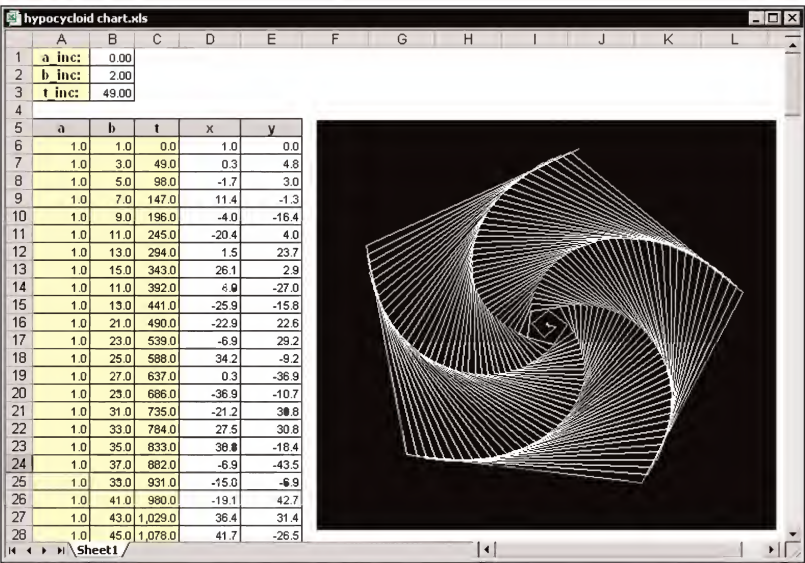 hypocycloid chart.xls
A B C D E F G H I J K L
1 a_inc: 0.00
2 b_inc: 2.00
3 t_inc: 49.00
4
5 a b t x y
6 1.0 1.0 0.0 1.0 0.0
7 1.0 3.0 49.0 0.3 4.8
8 1.0 5.0 98.0 -1.7 3.0
9 1.0 7.0 147.0 11.4 -1.3
10 1.0 9.0 196.0 -4.0 -16.4
11 1.0 11.0 245.0 -20.4 4.0
12 1.0 13.0 294.0 1.5 23.7
13 1.0 15.0 343.0 26.1 2.9
14 1.0 11.0 392.0 -27.0
15 1.0 13.0 441.0 -25.9 -15.8
16 1.0 21.0 490.0 -22.9 22.6
17 1.0 23.0 539.0 -6.9 29.2
18 1.0 25.0 588.0 34.2 -9.2
19 1.0 27.0 637.0 0.3 -36.9
20 1.0 686.0 -36.9 -10.7
21 1.0 31.0 735.0 -21.2
22 1.0 33.0 784.0 27.5 30.8
23 1.0 35.0 833.0 -18.4
24 1.0 37.0 882.0 -6.9 -43.5
25 1.0 931.0 -15.0
26 1.0 41.0 980.0 -19.1 42.7
27 1.0 43.0 1,029.0 36.4 31.4
28 1.0 45.0 1,078.0 41.7 -26.5
Sheet1